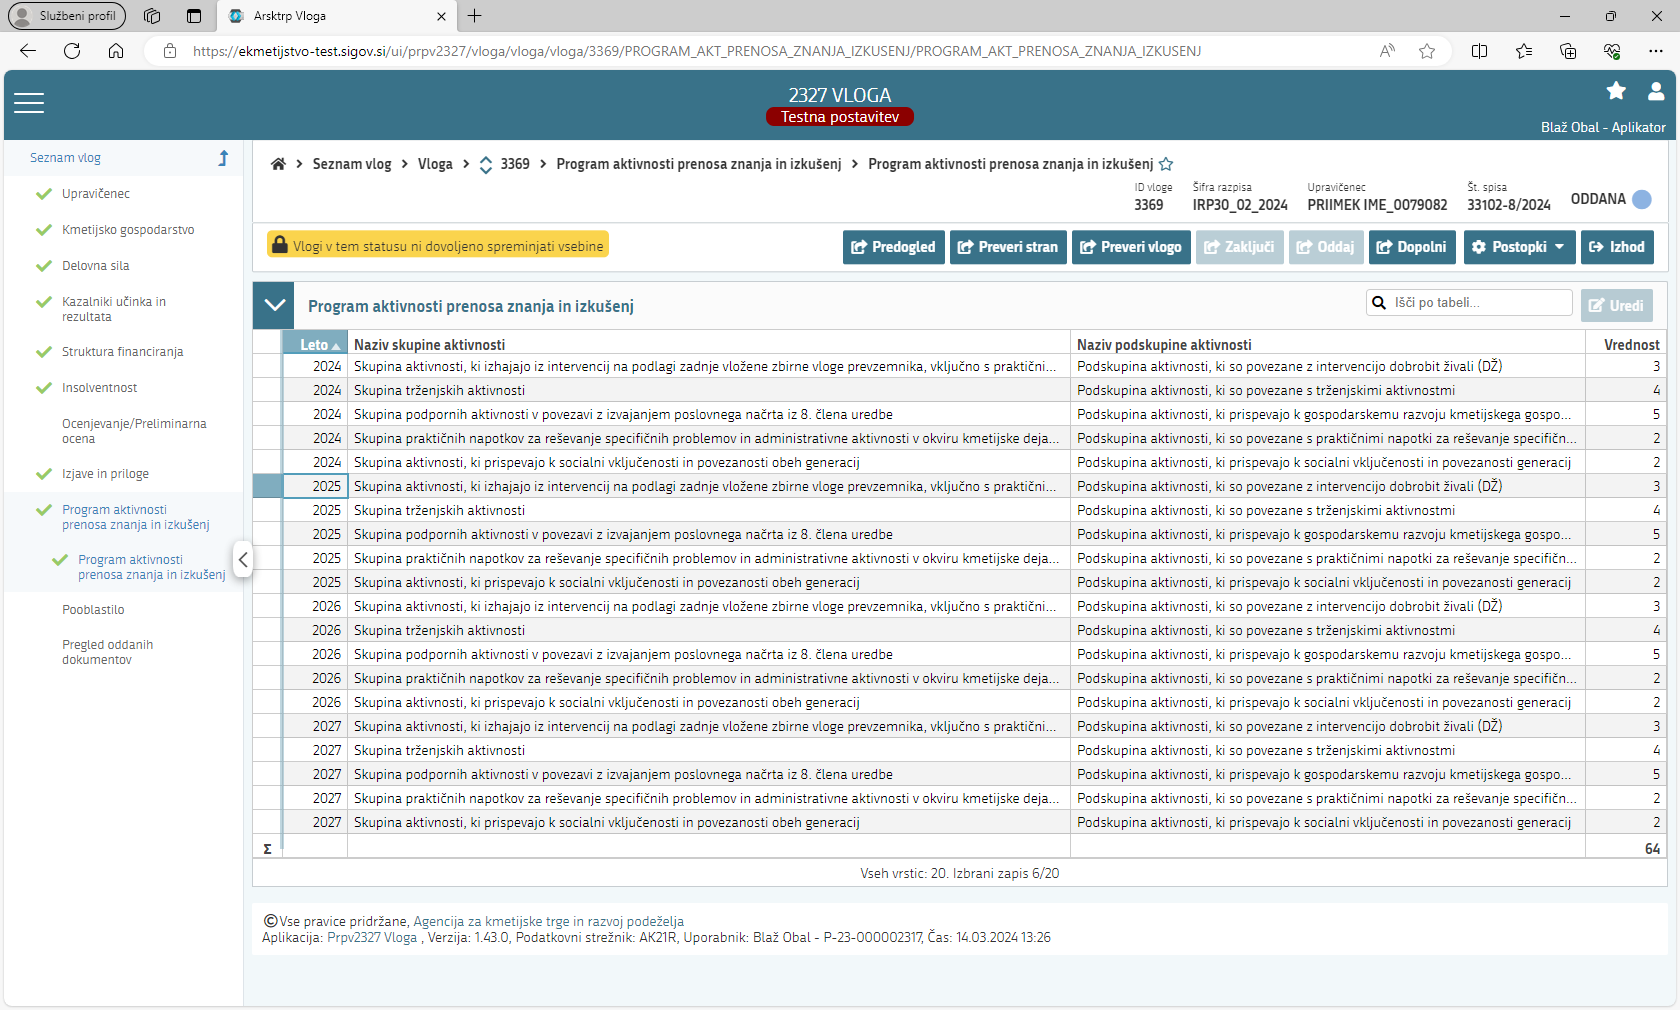 Službeni profil
Arsktrp Vloga
https://ekmetijstvo-test.sigov.si/ui/prpv2327/vloga/vloga/vloga/3369/PROGRAM_AKT_PRENOSA_ZNANJA_IZKUSENJ/PROGRAM_AKT_PRENOSA_ZNANJA_IZKUSENJ
2327 VLOGA
Testna postavitev
Blaž Obal - Aplikator
Seznam vlog
Upravičenec
Kmetijsko gospodarstvo
Delovna sila
Kazalniki učinka in
rezultata
Struktura financiranja
Insolventnost
Ocenjevanje/Preliminarna
ocena
Izjave in priloge
Program aktivnosti
prenosa znanja in izkušenj
Program aktivnosti
prenosa znanja in izkušenj
Pooblastilo
Pregled oddanih
dokumentov
Seznam vlog > Vloga > 3369 > Program aktivnosti prenosa znanja in izkušenj > Program aktivnosti prenosa znanja in izkušenj
ID vloge Šifra razpisa Upravičenec Št. spisa
3369 IRP30_02_2024 PRIIMEK IME_0079082 33102-8/2024 ODDANA
Vlogi v tem statusu ni dovoljeno spreminjati vsebine
Predogled Preveri stran Preveri vlogo Zaključi Oddaj Dopolni Postopki Izhod
Program aktivnosti prenosa znanja in izkušenj
Išči po tabeli... Uredi
Leto Naziv skupine aktivnosti Naziv podskupine aktivnosti Vrednost
2024 Skupina aktivnosti, ki izhajajo iz intervencij na podlagi zadnje vložene zbirne vloge prevzemnika, vključno s praktični... Podskupina aktivnosti, ki so povezane z intervencijo dobrobit živali (DŽ) 3
2024 Skupina trženjskih aktivnosti Podskupina aktivnosti, ki so povezane s trženjskimi aktivnostmi 4
2024 Skupina podpornih aktivnosti v povezavi z izvajanjem poslovnega načrta iz 8. člena uredbe Podskupina aktivnosti, ki prispevajo k gospodarskemu razvoju kmetijskega gospo... 5
2024 Skupina praktičnih napotkov za reševanje specifičnih problemov in administrativne aktivnosti v okviru kmetijske deja... Podskupina aktivnosti, ki so povezane s praktičnimi napotki za reševanje specifičn... 2
2024 Skupina aktivnosti, ki prispevajo k socialni vključenosti in povezanosti obeh generacij Podskupina aktivnosti, ki prispevajo k socialni vključenosti in povezanosti generacij 2
2025 Skupina aktivnosti, ki izhajajo iz intervencij na podlagi zadnje vložene zbirne vloge prevzemnika, vključno s praktični... Podskupina aktivnosti, ki so povezane z intervencijo dobrobit živali (DŽ) 3
2025 Skupina trženjskih aktivnosti Podskupina aktivnosti, ki so povezane s trženjskimi aktivnostmi 4
2025 Skupina podpornih aktivnosti v povezavi z izvajanjem poslovnega načrta iz 8. člena uredbe Podskupina aktivnosti, ki prispevajo k gospodarskemu razvoju kmetijskega gospo... 5
2025 Skupina praktičnih napotkov za reševanje specifičnih problemov in administrativne aktivnosti v okviru kmetijske deja... Podskupina aktivnosti, ki so povezane s praktičnimi napotki za reševanje specifičn... 2
2025 Skupina aktivnosti, ki prispevajo k socialni vključenosti in povezanosti obeh generacij Podskupina aktivnosti, ki prispevajo k socialni vključenosti in povezanosti generacij 2
2026 Skupina aktivnosti, ki izhajajo iz intervencij na podlagi zadnje vložene zbirne vloge prevzemnika, vključno s praktični... Podskupina aktivnosti, ki so povezane z intervencijo dobrobit živali (DŽ) 3
2026 Skupina trženjskih aktivnosti Podskupina aktivnosti, ki so povezane s trženjskimi aktivnostmi 4
2026 Skupina podpornih aktivnosti v povezavi z izvajanjem poslovnega načrta iz 8. člena uredbe Podskupina aktivnosti, ki prispevajo k gospodarskemu razvoju kmetijskega gospo... 5
2026 Skupina praktičnih napotkov za reševanje specifičnih problemov in administrativne aktivnosti v okviru kmetijske deja... Podskupina aktivnosti, ki so povezane s praktičnimi napotki za reševanje specifičn... 2
2026 Skupina aktivnosti, ki prispevajo k socialni vključenosti in povezanosti obeh generacij Podskupina aktivnosti, ki prispevajo k socialni vključenosti in povezanosti generacij 2
2027 Skupina aktivnosti, ki izhajajo iz intervencij na podlagi zadnje vložene zbirne vloge prevzemnika, vključno s praktični... Podskupina aktivnosti, ki so povezane z intervencijo dobrobit živali (DŽ) 3
2027 Skupina trženjskih aktivnosti Podskupina aktivnosti, ki so povezane s trženjskimi aktivnostmi 4
2027 Skupina podpornih aktivnosti v povezavi z izvajanjem poslovnega načrta iz 8. člena uredbe Podskupina aktivnosti, ki prispevajo k gospodarskemu razvoju kmetijskega gospo... 5
2027 Skupina praktičnih napotkov za reševanje specifičnih problemov in administrativne aktivnosti v okviru kmetijske deja... Podskupina aktivnosti, ki so povezane s praktičnimi napotki za reševanje specifičn... 2
2027 Skupina aktivnosti, ki prispevajo k socialni vključenosti in povezanosti obeh generacij Podskupina aktivnosti, ki prispevajo k socialni vključenosti in povezanosti generacij 2
Σ 64
Vseh vrstic: 20. Izbrani zapis 6/20
©Vse pravice pridržane, Agencija za kmetijske trge in razvoj podeželja
Aplikacija: Prpv2327 Vloga , Verzija: 1.43.0, Podatkovni strežnik: AK21R, Uporabnik: Blaž Obal - P-23-000002317, Čas: 14.03.2024 13:26